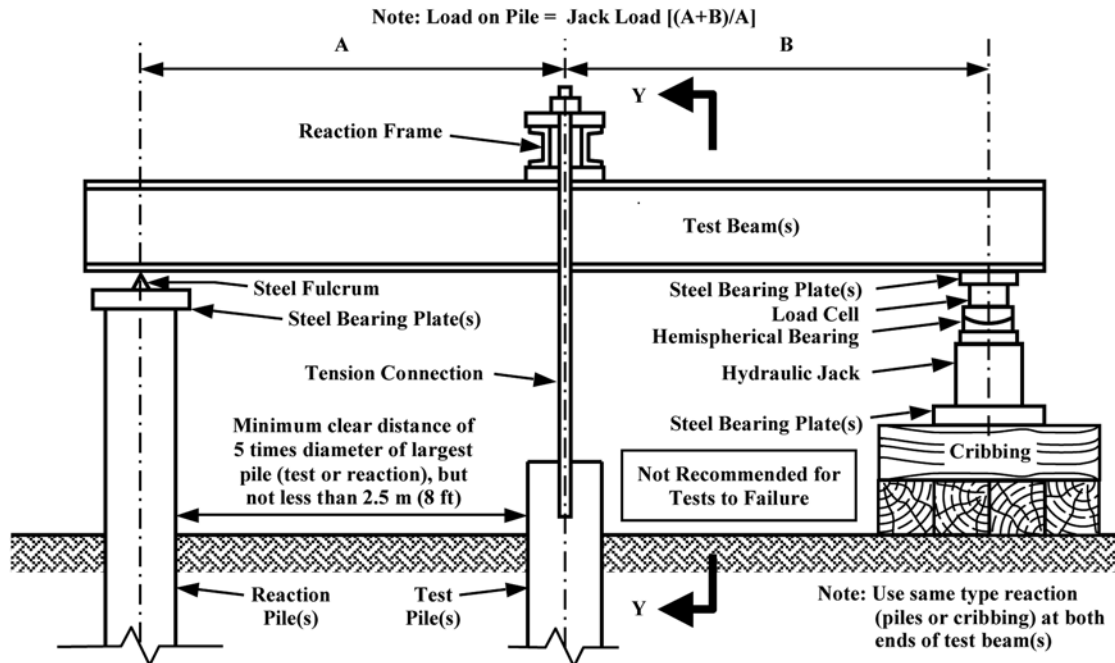 Note: Load on Pile = Jack Load [(A+B)/A]
A
B
Y
Reaction Frame
Test Beam(s)
Steel Fulcrum
Steel Bearing Plate(s)
Steel Bearing Plate(s)
Load Cell
Hemispherical Bearing
Tension Connection
Hydraulic Jack
Minimum clear distance of
5 times diameter of largest
pile (test or reaction), but
not less than 2.5 m (8 ft)
Steel Bearing Plate(s)
Cribbing
Not Recommended for
Tests to Failure
Reaction
Pile(s)
Test
Pile(s)
Y
Note: Use same type reaction
(piles or cribbing) at both
ends of test beam(s)